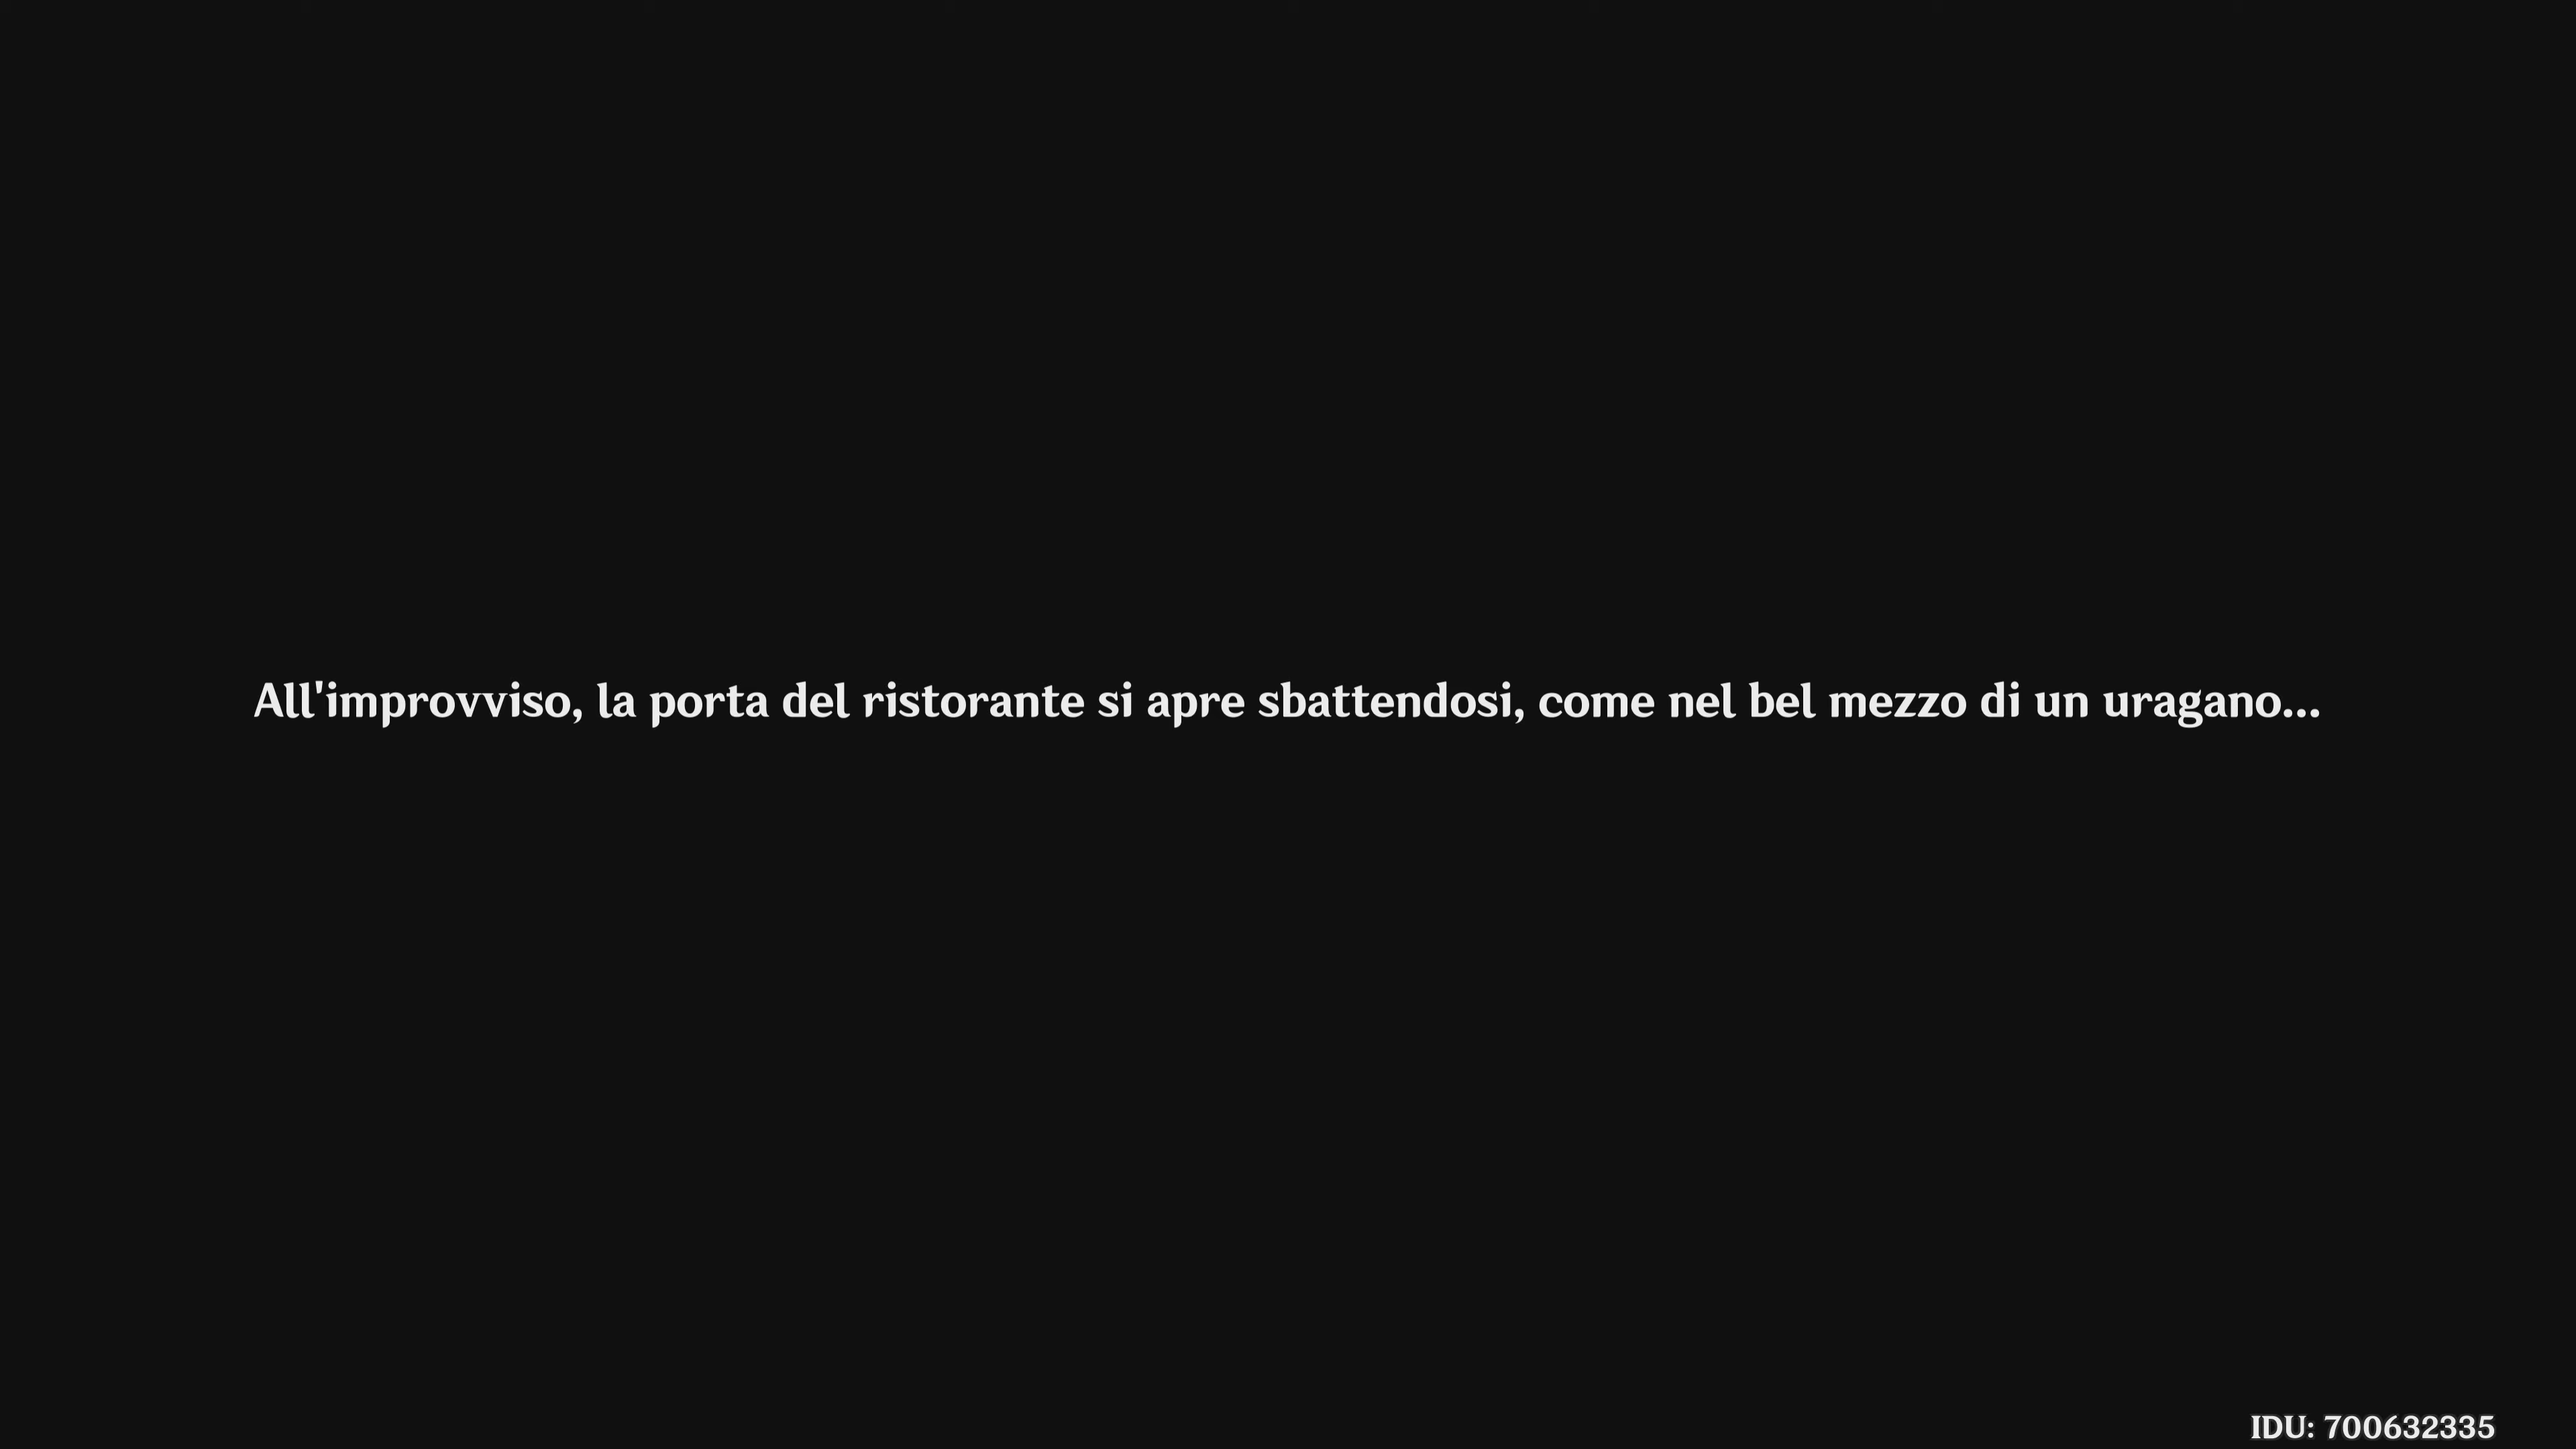 All'improvviso, la porta del ristorante si apre sbattendosi, come nel bel mezzo di un uragano...
IDU: 700632335